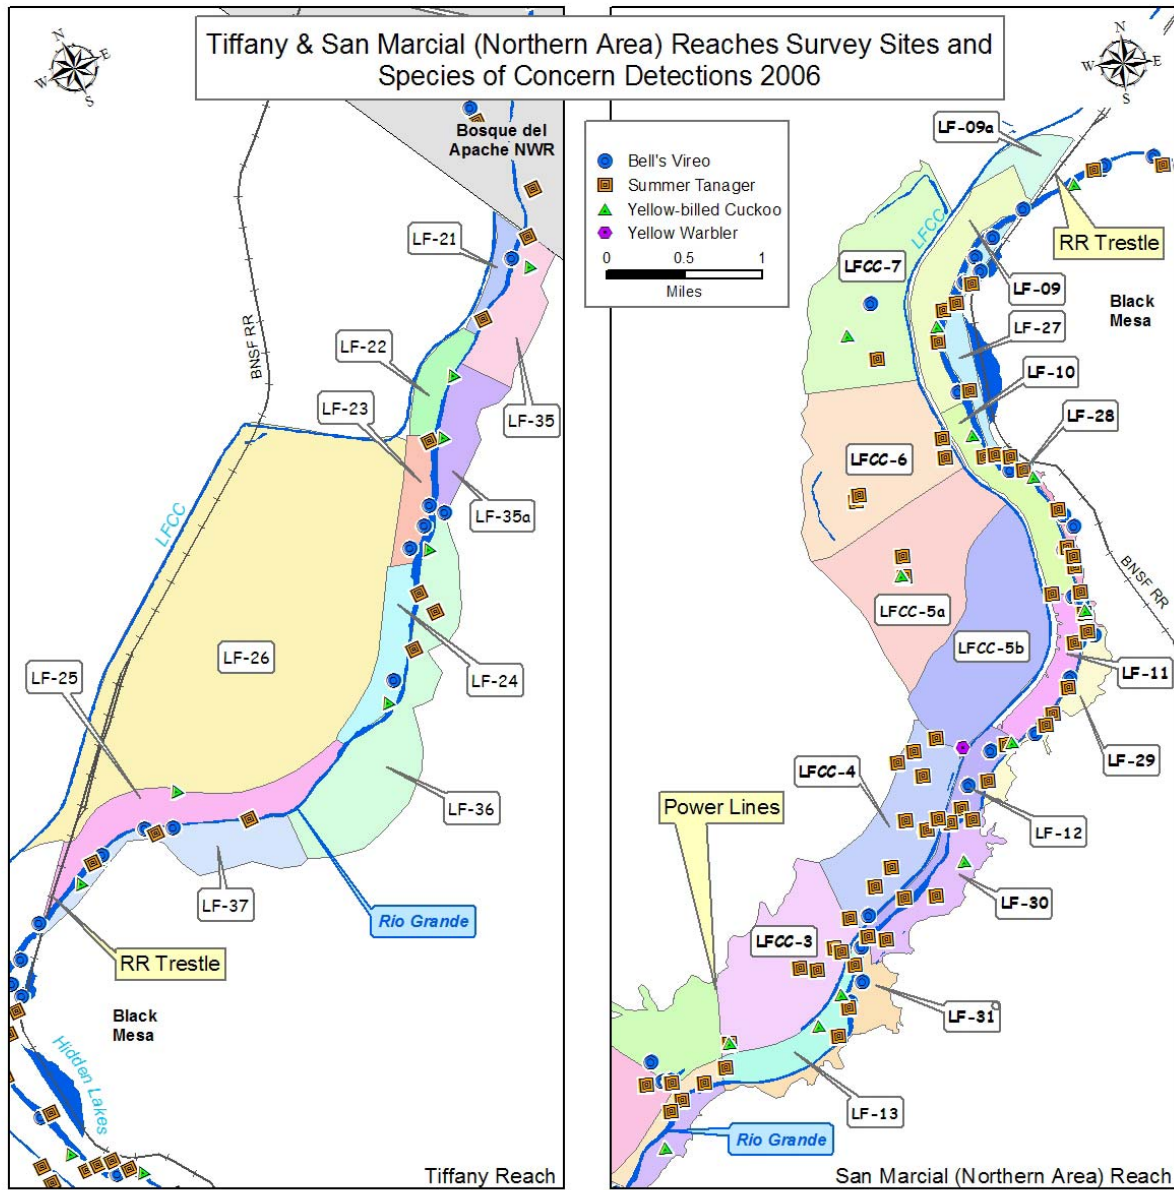 Tiffany & San Marcial (Northern Area) Reaches Survey Sites and
Species of Concern Detections 2006
N
E
W
S
Bosque del
Apache NWR
LF-21
LF-22
BNSF RR
LF-23
LF-35
LF-35a
LFCC
LF-26
LF-25
LF-24
LF-36
LF-37
Rio Grande
RR Trestle
Black
Mesa
Hidden Lakes
Tiffany Reach
Bell's Vireo
Summer Tanager
Yellow-billed Cuckoo
Yellow Warbler
0 0.5 1
Miles
N
E
W
S
LF-09a
LFCC
RR Trestle
LFCC-7
LF-09
Black
Mesa
LF-27
LF-10
LF-28
LFCC-6
BNSF RR
LFCC-5a
LFCC-5b
LF-11
LF-29
LFCC-4
Power Lines
LF-12
LF-30
LFCC-3
LF-31
LF-13
Rio Grande
San Marcial (Northern Area) Reach